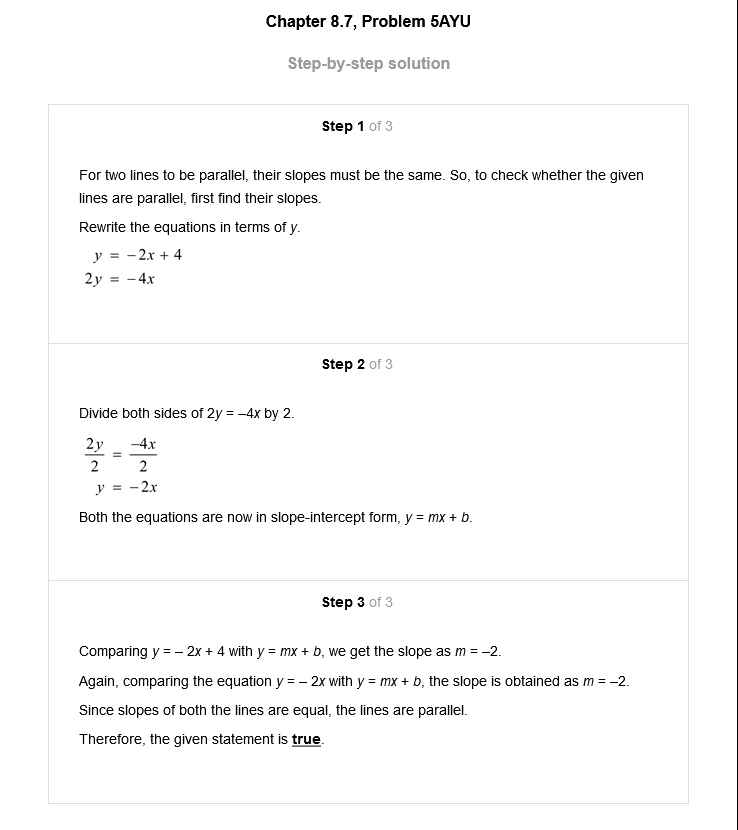 Chapter 8.7, Problem 5AYU
Step-by-step solution
Step 1 of 3
For two lines to be parallel, their slopes must be the same. So, to check whether the given
lines are parallel, first find their slopes.
Rewrite the equations in terms of y.
y = −2x + 4
2y = −4x
Step 2 of 3
Divide both sides of 2y = –4x by 2.
2y/2 = −4x/2
y = −2x
Both the equations are now in slope-intercept form, y = mx + b.
Step 3 of 3
Comparing y = – 2x + 4 with y = mx + b, we get the slope as m = –2.
Again, comparing the equation y = – 2x with y = mx + b, the slope is obtained as m = –2.
Since slopes of both the lines are equal, the lines are parallel.
Therefore, the given statement is true.